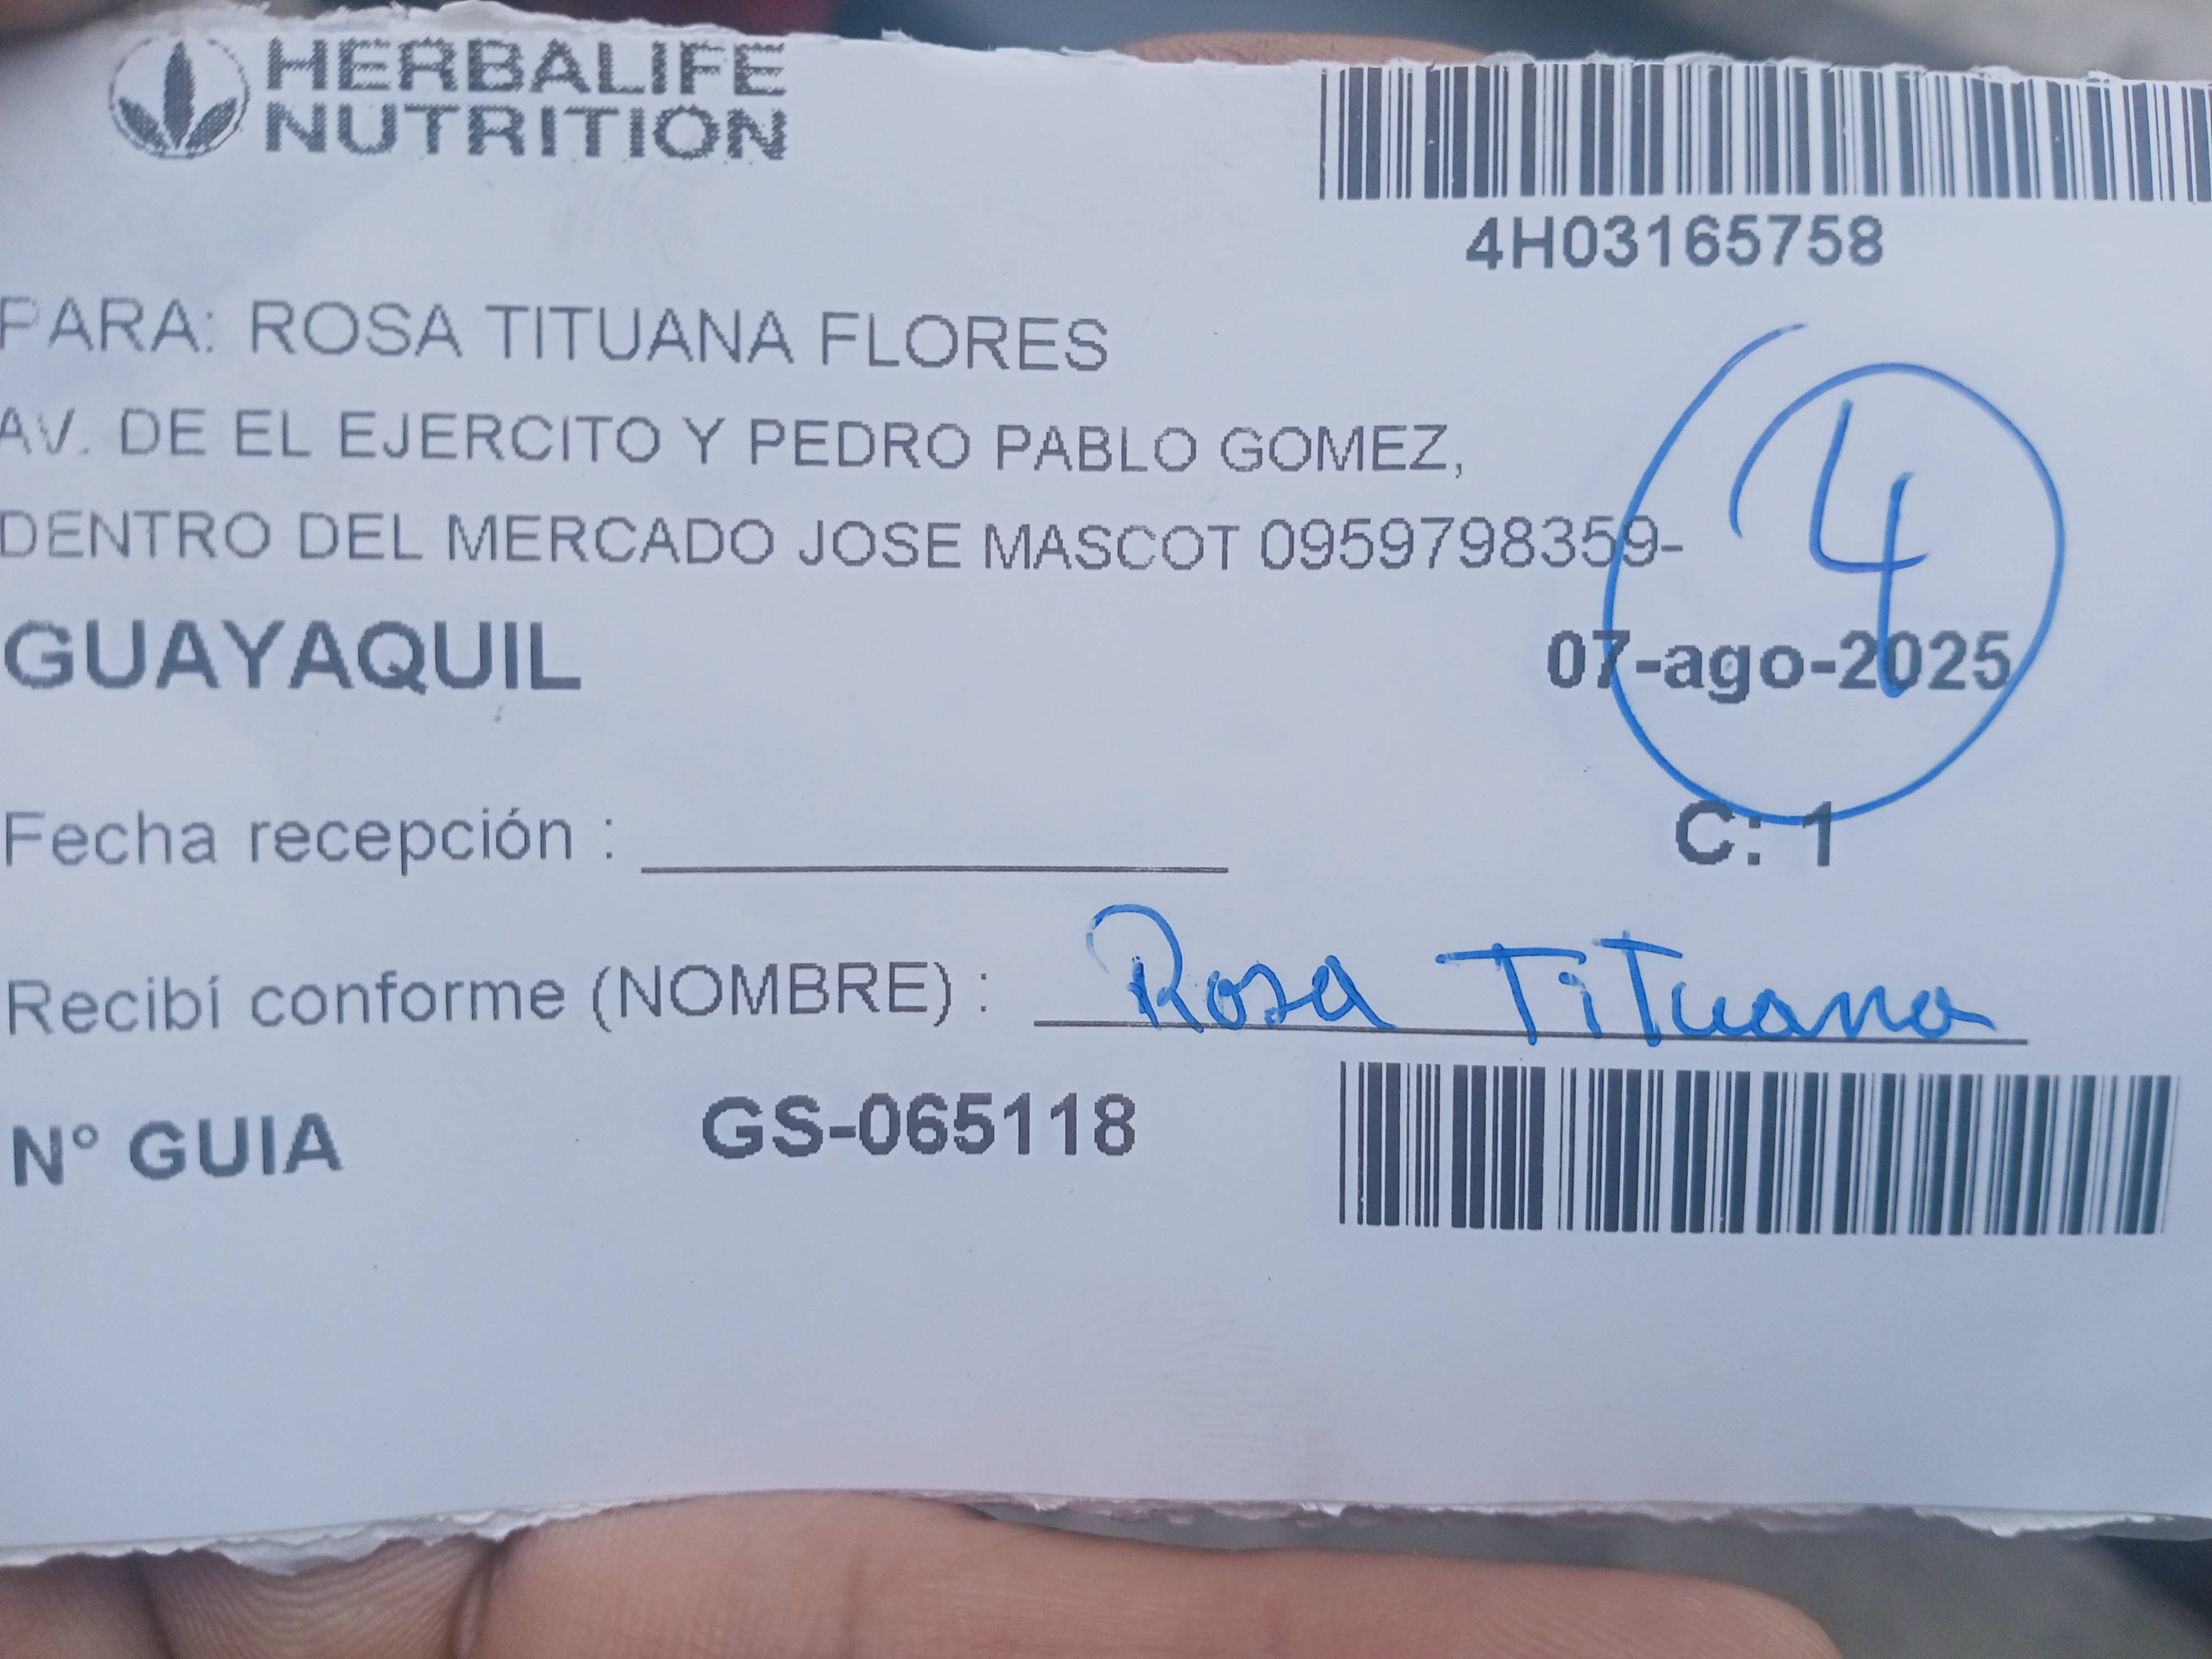 HERBALIFE
NUTRITION
4H03165758
PARA: ROSA TITUANA FLORES
AV. DE EL EJERCITO Y PEDRO PABLO GOMEZ,
DENTRO DEL MERCADO JOSE MASCOT 0959798359-
4
GUAYAQUIL
07-ago-2025
Fecha recepción :
C: 1
Recibí conforme (NOMBRE) : Rosa Tituana
N° GUIA GS-065118